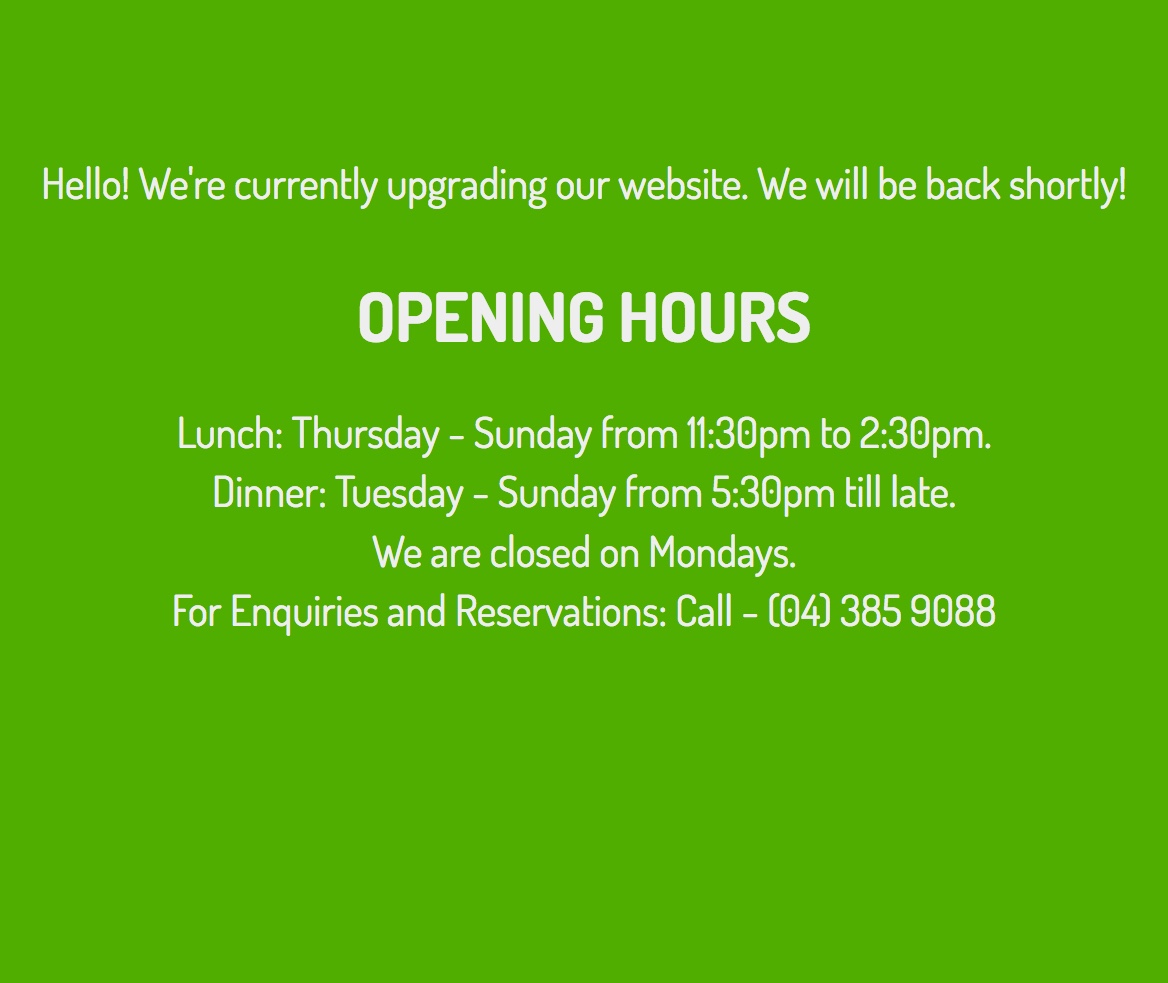 Hello! We're currently upgrading our website. We will be back shortly!
OPENING HOURS
Lunch: Thursday - Sunday from 11:30pm to 2:30pm.
Dinner: Tuesday - Sunday from 5:30pm till late.
We are closed on Mondays.
For Enquiries and Reservations: Call - (04) 385 9088